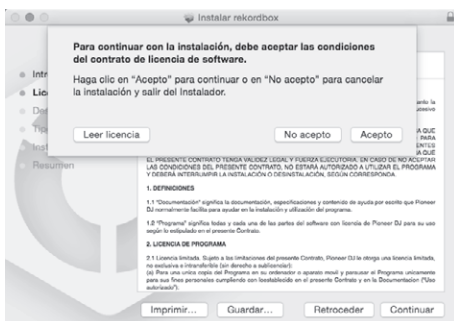 Instalar rekordbox
Para continuar con la instalación, debe aceptar las condiciones
del contrato de licencia de software.
Haga clic en “Acepto” para continuar o en “No acepto” para cancelar
la instalación y salir del Instalador.
Leer licencia
No acepto
Acepto
Intr
Lic
Des
Tip
Inst
Resumen
EL PRESENTE CONTRATO TENGA VALIDEZ LEGAL Y FUERZA EJECUTORIA. EN CASO DE NO ACEPTAR
LAS CONDICIONES DEL PRESENTE CONTRATO, NO ESTARÁ AUTORIZADO A UTILIZAR EL PROGRAMA
Y DEBERÁ INTERRUMPIR LA INSTALACIÓN O DESINSTALACIÓN, SEGÚN CORRESPONDA.
1. DEFINICIONES
1.1 "Documentación" significa la documentación, especificaciones y contenido de ayuda por escrito que Pioneer
DJ normalmente facilita para ayudar en la instalación y utilización del programa.
1.2 "Programa" significa todas y cada una de las partes del software con licencia de Pioneer DJ para su uso
según lo estipulado en el presente Contrato.
2. LICENCIA DE PROGRAMA
2.1 Licencia limitada. Sujeto a las limitaciones del presente Contrato, Pioneer DJ le otorga una licencia limitada,
no exclusiva e intransferible (sin derecho a sublicenciar):
(a) Para una unica copia del Programa en su ordenador o aparato movil y para usar el Programa unicamente
para sus fines personales cumpliendo con lo establecido en el presente Contrato y en la Documentacion ("Uso
autorizado").
Imprimir...
Guardar...
Retroceder
Continuar